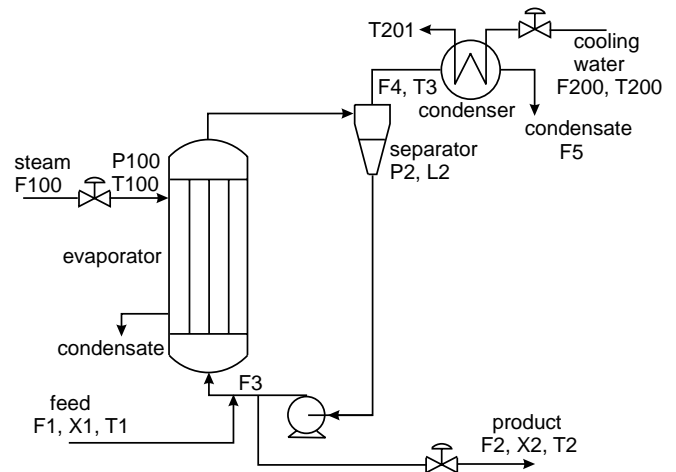 T201
cooling
water
F200, T200
F4, T3
condenser
condensate
F5
separator
P2, L2
steam
F100
P100
T100
evaporator
condensate
F3
feed
F1, X1, T1
product
F2, X2, T2